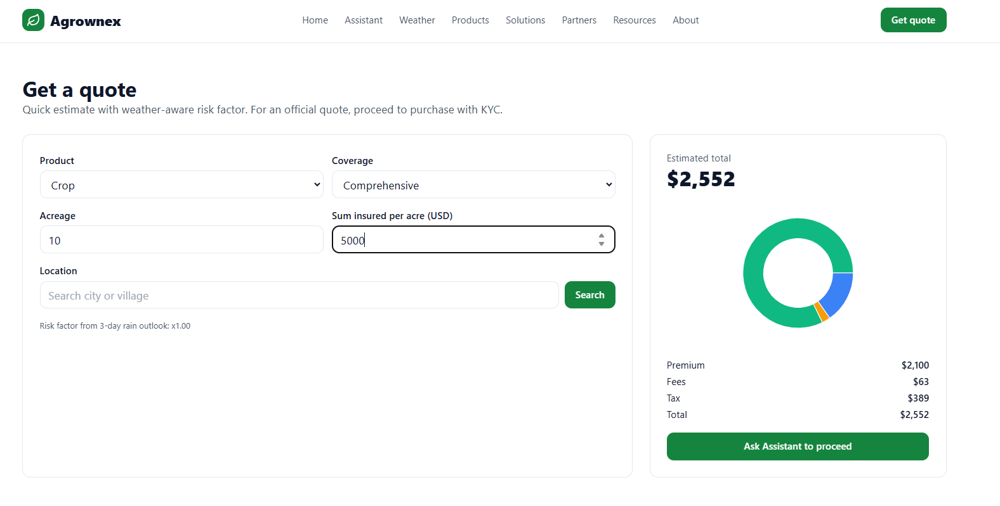 Agrownex
Home Assistant Weather Products Solutions Partners Resources About
Get quote
Get a quote
Quick estimate with weather-aware risk factor. For an official quote, proceed to purchase with KYC.
Product
Crop
Coverage
Comprehensive
Acreage
10
Sum insured per acre (USD)
5000
Location
Search city or village
Search
Risk factor from 3-day rain outlook: x1.00
Estimated total
$2,552
Premium $2,100
Fees $63
Tax $389
Total $2,552
Ask Assistant to proceed